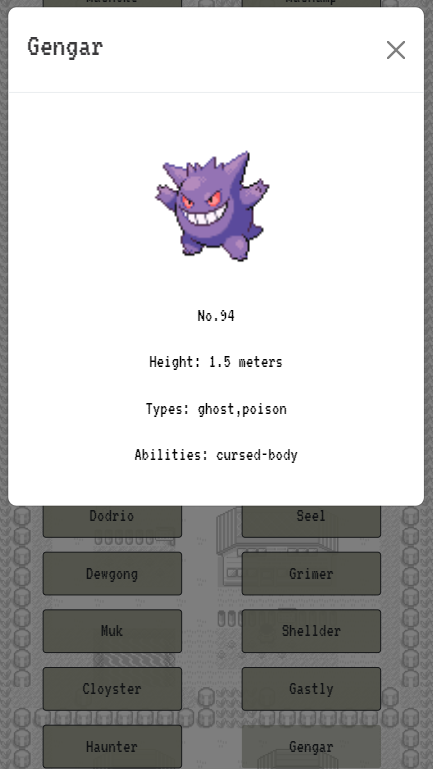 Gengar
No.94
Height: 1.5 meters
Types: ghost,poison
Abilities: cursed-body
Dodrio
Seel
Dewgong
Grimer
Muk
Shellder
Cloyster
Gastly
Haunter
Gengar